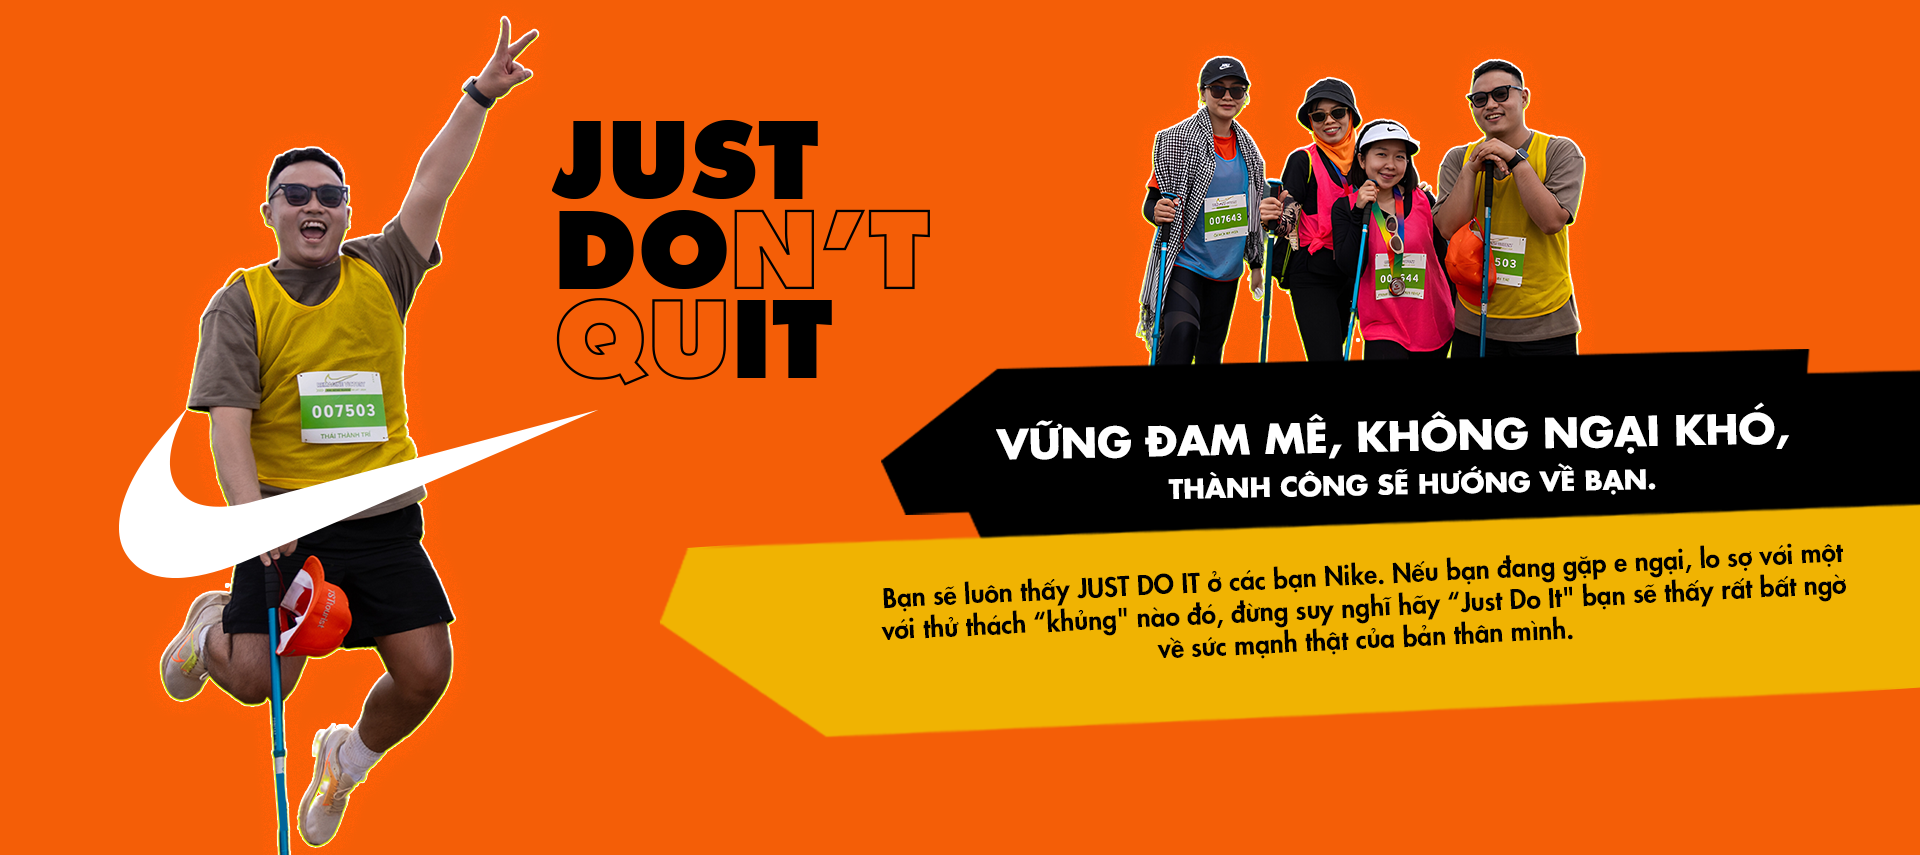 JUST
DON'T
QUIT
007503
THÁI THÀNH TRÍ
007643
503
VỮNG ĐAM MÊ, KHÔNG NGẠI KHÓ,
THÀNH CÔNG SẼ HƯỚNG VỀ BẠN.
Bạn sẽ luôn thấy JUST DO IT ở các bạn Nike. Nếu bạn đang gặp e ngại, lo sợ với một
với thử thách “khủng" nào đó, đừng suy nghĩ hãy “Just Do It" bạn sẽ thấy rất bất ngờ
về sức mạnh thật của bản thân mình.